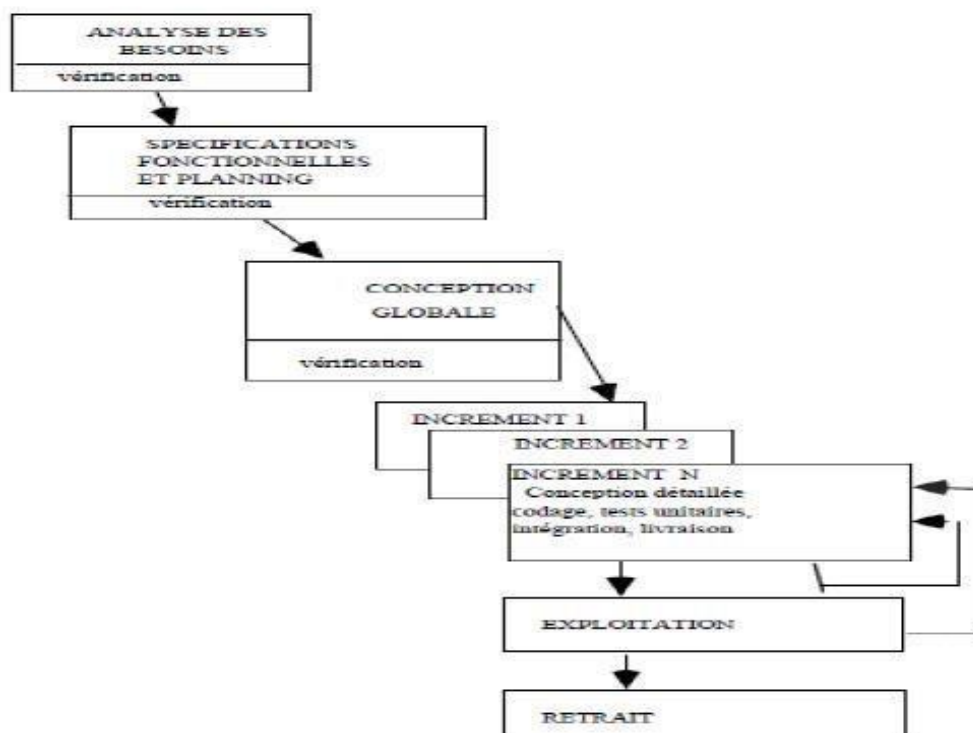 ANALYSE DES
BESOINS
vérification
SPECIFICATIONS
FONCTIONNELLES
ET PLANNING
vérification
CONCEPTION
GLOBALE
vérification
INCREMENT 1
INCREMENT 2
INCREMENT N
Conception détaillée
codage, tests unitaires,
intégration, livraison
EXPLOITATION
RETRAIT